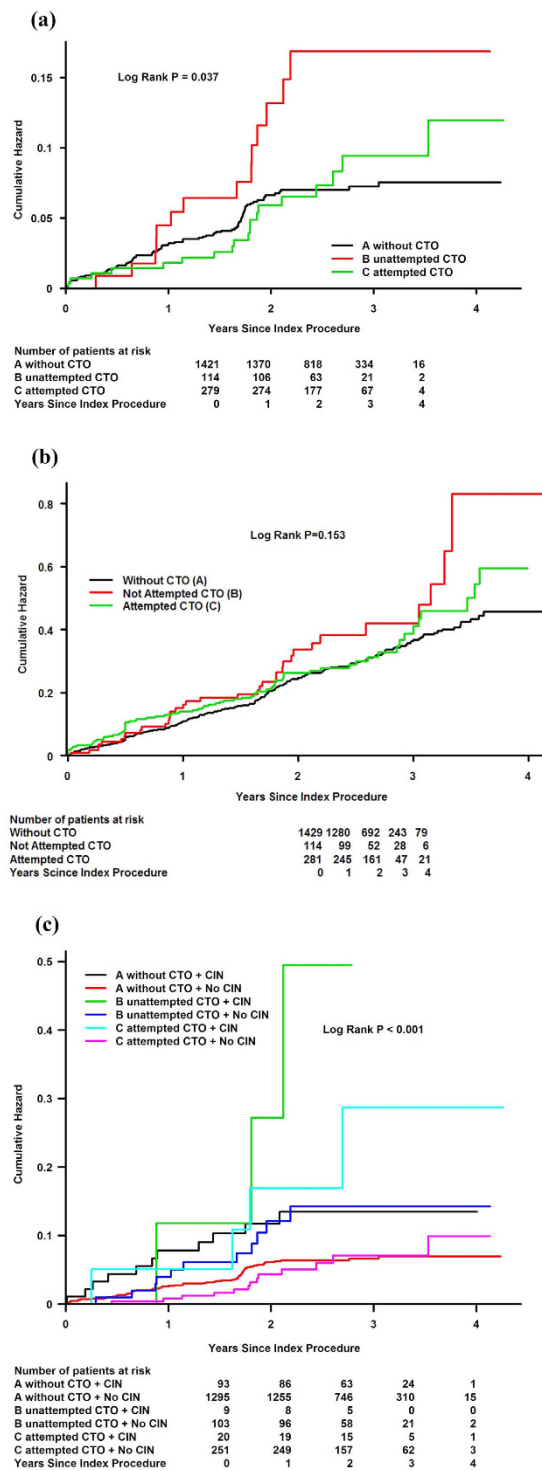 (a)
0.15
Log Rank P = 0.037
0.1
Cumulative Hazard
0.05
A without CTO
B unattempted CTO
C attempted CTO
0
0 1 2 3 4
Years Since Index Procedure
Number of patients at risk
A without CTO 1421 1370 818 334 16
B unattempted CTO 114 106 63 21 2
C attempted CTO 279 274 177 67 4
Years Since Index Procedure 0 1 2 3 4
(b)
0.8
Log Rank P=0.153
Without CTO (A)
Not Attempted CTO (B)
Attempted CTO (C)
0.6
Cumulative Hazard
0.4
0.2
0
0 1 2 3 4
Years Since Index Procedure
Number of patients at risk
Without CTO 1429 1280 692 243 79
Not Attempted CTO 114 99 52 28 6
Attempted CTO 281 245 161 47 21
Years Scince Index Procedure 0 1 2 3 4
(c)
0.5
A without CTO + CIN
A without CTO + No CIN
B unattempted CTO + CIN
B unattempted CTO + No CIN
C attempted CTO + CIN
C attempted CTO + No CIN
Log Rank P < 0.001
0.4
0.3
Cumulative Hazard
0.2
0.1
0
0 1 2 3 4
Years Since Index Procedure
Number of patients at risk
A without CTO + CIN 93 86 63 24 1
A without CTO + No CIN 1295 1255 746 310 15
B unattempted CTO + CIN 9 8 5 0 0
B unattempted CTO + No CIN 103 96 58 21 2
C attempted CTO + CIN 20 19 15 5 1
C attempted CTO + No CIN 251 249 157 62 3
Years Since Index Procedure 0 1 2 3 4